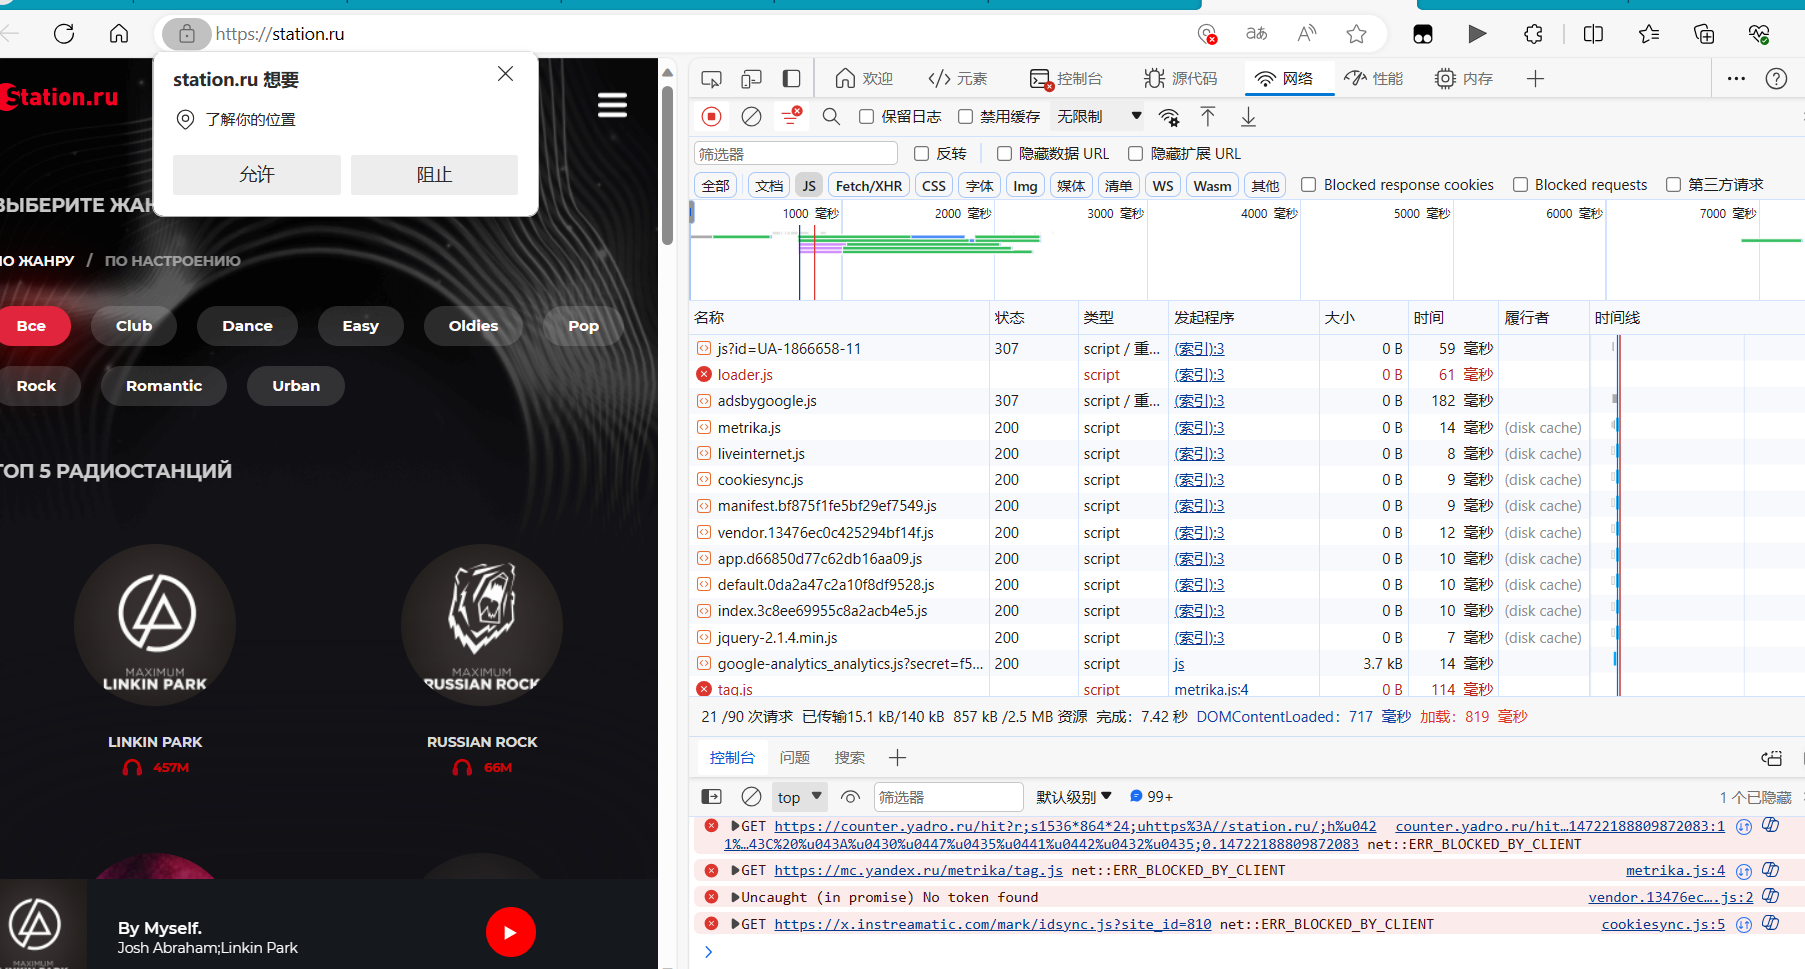 https://station.ru
aあ
station.ru 想要
了解你的位置
允许
阻止
Station.ru
ВЫБЕРИТЕ ЖАН
ПО ЖАНРУ / ПО НАСТРОЕНИЮ
Все
Club
Dance
Easy
Oldies
Pop
Rock
Romantic
Urban
ТОП 5 РАДИОСТАНЦИЙ
MAXIMUM
LINKIN PARK
MAXIMUM
RUSSIAN ROCK
LINKIN PARK
457M
RUSSIAN ROCK
66M
MAXIMUM
LINKIN PARK
By Myself.
Josh Abraham;Linkin Park
欢迎
元素
控制台
源代码
网络
性能
内存
保留日志
禁用缓存
无限制
筛选器
反转
隐藏数据 URL
隐藏扩展 URL
全部
文档
JS
Fetch/XHR
CSS
字体
Img
媒体
清单
WS
Wasm
其他
Blocked response cookies
Blocked requests
第三方请求
1000 毫秒
2000 毫秒
3000 毫秒
4000 毫秒
5000 毫秒
6000 毫秒
7000 毫秒
名称 状态 类型 发起程序 大小 时间 履行者 时间线
js?id=UA-1866658-11 307 script / 重... (索引):3 0 B 59 毫秒
loader.js script (索引):3 0 B 61 毫秒
adsbygoogle.js 307 script / 重... (索引):3 0 B 182 毫秒
metrika.js 200 script (索引):3 0 B 14 毫秒 (disk cache)
liveinternet.js 200 script (索引):3 0 B 8 毫秒 (disk cache)
cookiesync.js 200 script (索引):3 0 B 9 毫秒 (disk cache)
manifest.bf875f1fe5bf29ef7549.js 200 script (索引):3 0 B 9 毫秒 (disk cache)
vendor.13476ec0c425294bf14f.js 200 script (索引):3 0 B 12 毫秒 (disk cache)
app.d66850d77c62db16aa09.js 200 script (索引):3 0 B 10 毫秒 (disk cache)
default.0da2a47c2a10f8df9528.js 200 script (索引):3 0 B 10 毫秒 (disk cache)
index.3c8ee69955c8a2acb4e5.js 200 script (索引):3 0 B 10 毫秒 (disk cache)
jquery-2.1.4.min.js 200 script (索引):3 0 B 7 毫秒 (disk cache)
google-analytics_analytics.js?secret=f5... 200 script js 3.7 kB 14 毫秒
tag.js script metrika.js:4 0 B 114 毫秒
21 /90 次请求 已传输15.1 kB/140 kB 857 kB /2.5 MB 资源 完成: 7.42 秒 DOMContentLoaded: 717 毫秒 加载: 819 毫秒
控制台
问题
搜索
top
筛选器
默认级别
99+
1 个已隐藏
GET https://counter.yadro.ru/hit?r;s1536*864*24;uhttps%3A//station.ru/;h%u042 counter.yadro.ru/hit…14722188809872083:1
1%…43C%20%u043A%u0430%u0447%u0435%u0441%u0442%u0432%u0435;0.14722188809872083 net::ERR_BLOCKED_BY_CLIENT
GET https://mc.yandex.ru/metrika/tag.js net::ERR_BLOCKED_BY_CLIENT metrika.js:4
Uncaught (in promise) No token found vendor.13476ec….js:2
GET https://x.instreamatic.com/mark/idsync.js?site_id=810 net::ERR_BLOCKED_BY_CLIENT cookiesync.js:5